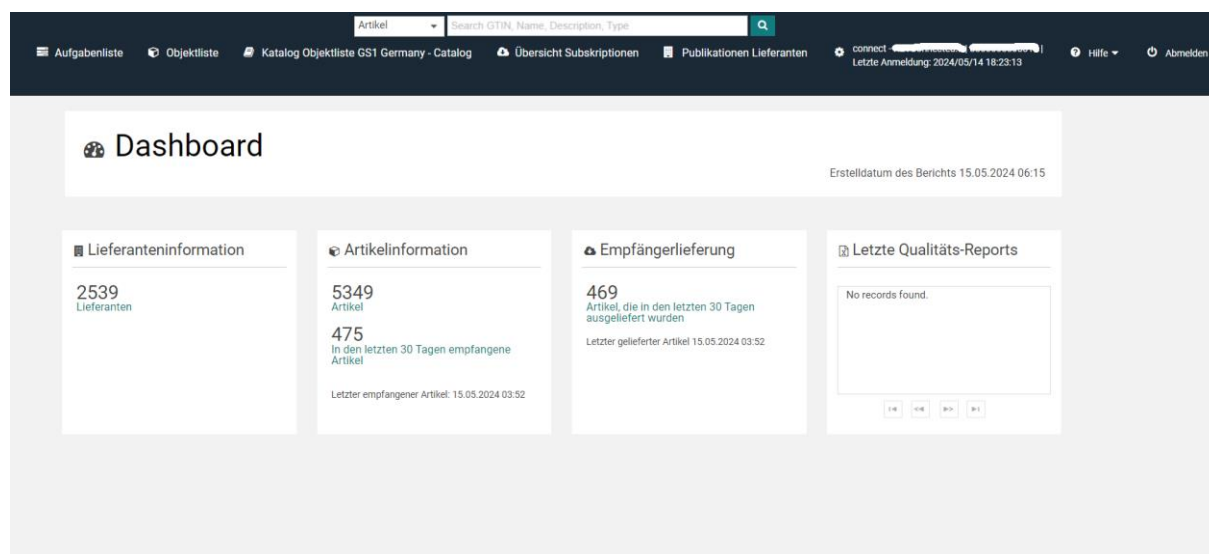 Artikel Search GTIN, Name, Description, Type
Aufgabenliste Objektliste Katalog Objektliste GS1 Germany - Catalog Übersicht Subskriptionen Publikationen Lieferanten connect - Hilfe Abmelden
Letzte Anmeldung: 2024/05/14 18:23:13
Dashboard
Erstelldatum des Berichts 15.05.2024 06:15
Lieferanteninformation
2539
Lieferanten
Artikelinformation
5349
Artikel
475
In den letzten 30 Tagen empfangene
Artikel
Letzter empfangener Artikel: 15.05.2024 03:52
Empfängerlieferung
469
Artikel, die in den letzten 30 Tagen
ausgeliefert wurden
Letzter gelieferter Artikel 15.05.2024 03:52
Letzte Qualitäts-Reports
No records found.